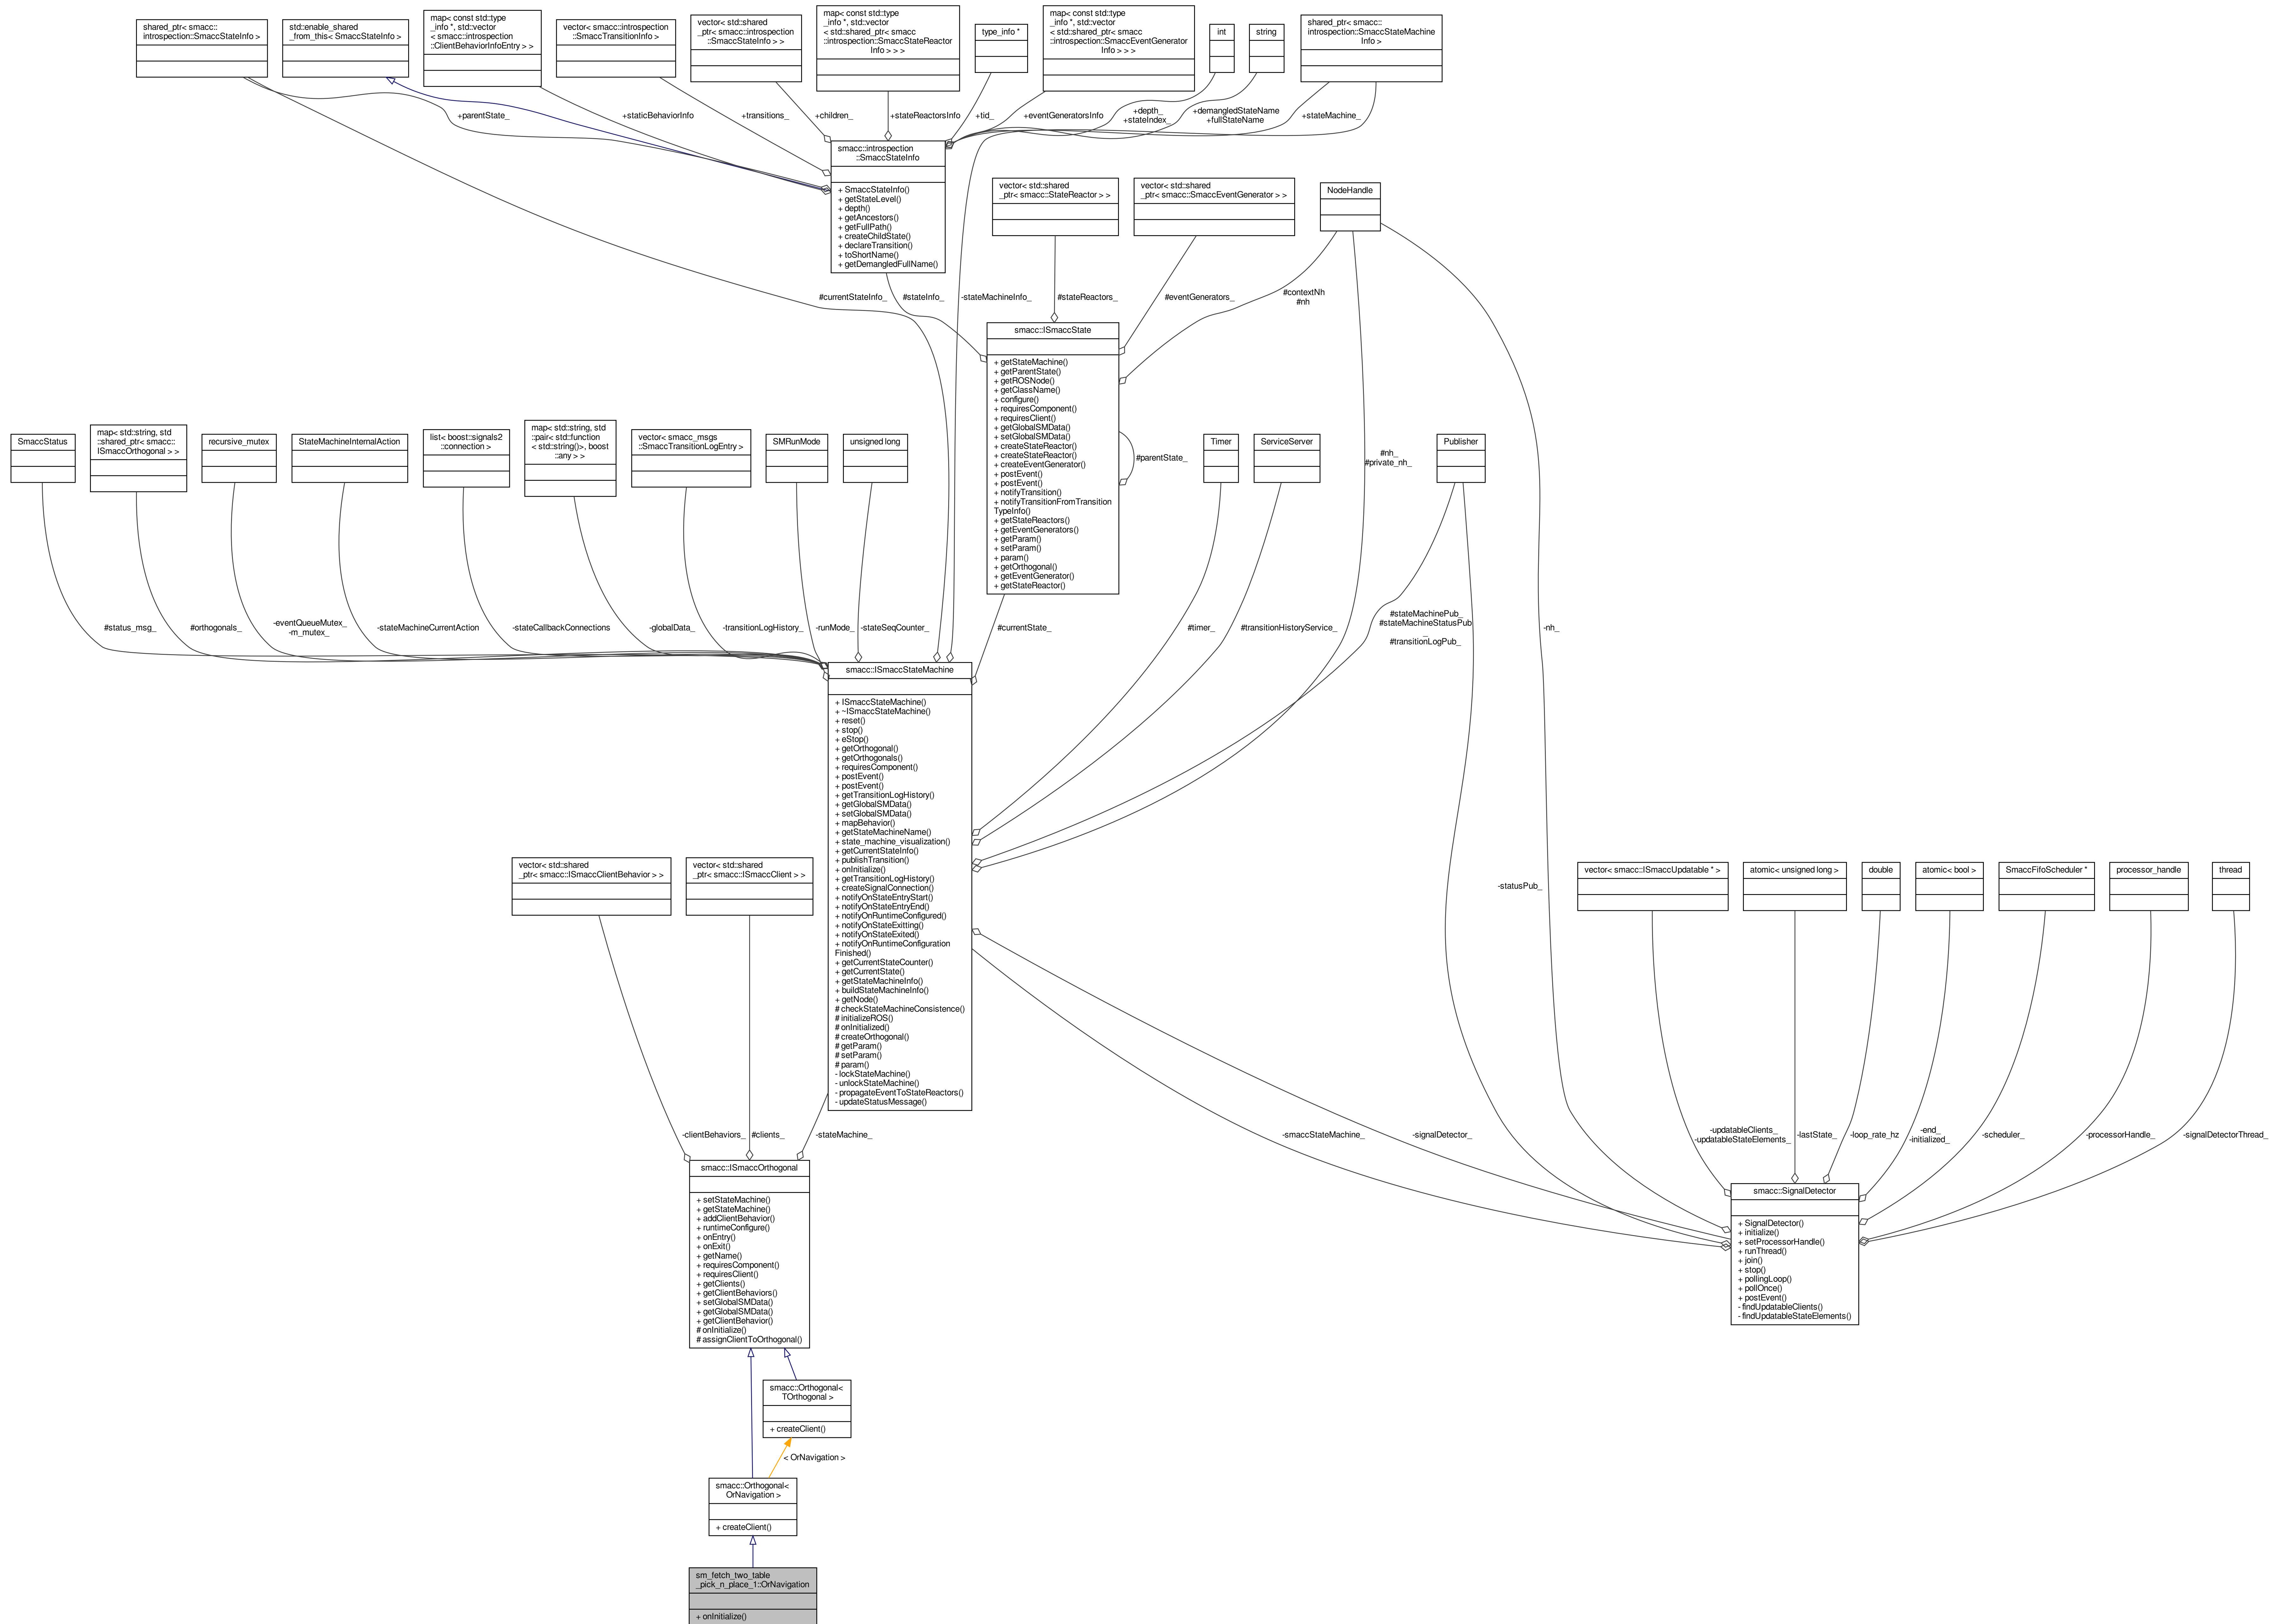 shared_ptr< smacc::
introspection::SmaccStateInfo >
std::enable_shared
_from_this< SmaccStateInfo >
map< const std::type
_info *, std::vector
< smacc::introspection
::ClientBehaviorInfoEntry > >
vector< smacc::introspection
::SmaccTransitionInfo >
vector< std::shared
_ptr< smacc::introspection
::SmaccStateInfo > >
map< const std::type
_info *, std::vector
< std::shared_ptr< smacc
::introspection::SmaccStateReactor
Info > > >
type_info *
map< const std::type
_info *, std::vector
< std::shared_ptr< smacc
::introspection::SmaccEventGenerator
Info > > >
int
string
shared_ptr< smacc::
introspection::SmaccStateMachine
Info >
+parentState_
+staticBehaviorInfo
+transitions_
+children_
+stateReactorsInfo
+tid_
+eventGeneratorsInfo
+depth_
+stateIndex_
+demangledStateName
+fullStateName
+stateMachine_
smacc::introspection
::SmaccStateInfo
+ SmaccStateInfo()
+ getStateLevel()
+ depth()
+ getAncestors()
+ getFullPath()
+ createChildState()
+ declareTransition()
+ toShortName()
+ getDemangledFullName()
vector< std::shared
_ptr< smacc::StateReactor > >
vector< std::shared
_ptr< smacc::SmaccEventGenerator > >
NodeHandle
#currentStateInfo_
#stateInfo_
-stateMachineInfo_
#stateReactors_
#eventGenerators_
#contextNh
#nh
smacc::ISmaccState
+ getStateMachine()
+ getParentState()
+ getROSNode()
+ getClassName()
+ configure()
+ requiresComponent()
+ requiresClient()
+ getGlobalSMData()
+ setGlobalSMData()
+ createStateReactor()
+ createStateReactor()
+ createEventGenerator()
+ postEvent()
+ postEvent()
+ notifyTransition()
+ notifyTransitionFromTransition
TypeInfo()
+ getStateReactors()
+ getEventGenerators()
+ getParam()
+ setParam()
+ param()
+ getOrthogonal()
+ getEventGenerator()
+ getStateReactor()
#parentState_
SmaccStatus
map< std::string, std
::shared_ptr< smacc::
ISmaccOrthogonal > >
recursive_mutex
StateMachineInternalAction
list< boost::signals2
::connection >
map< std::string, std
::pair< std::function
< std::string()>, boost
::any > >
vector< smacc_msgs
::SmaccTransitionLogEntry >
SMRunMode
unsigned long
Timer
ServiceServer
Publisher
#nh_
#private_nh_
#status_msg_
#orthogonals_
-eventQueueMutex_
-m_mutex_
-stateMachineCurrentAction
-stateCallbackConnections
-globalData_
-transitionLogHistory_
-runMode_
-stateSeqCounter_
#currentState_
#timer_
#transitionHistoryService_
#stateMachinePub_
#stateMachineStatusPub
_
#transitionLogPub_
-nh_
smacc::ISmaccStateMachine
+ ISmaccStateMachine()
+ ~ISmaccStateMachine()
+ reset()
+ stop()
+ eStop()
+ getOrthogonal()
+ getOrthogonals()
+ requiresComponent()
+ postEvent()
+ postEvent()
+ getTransitionLogHistory()
+ getGlobalSMData()
+ setGlobalSMData()
+ mapBehavior()
+ getStateMachineName()
+ state_machine_visualization()
+ getCurrentStateInfo()
+ publishTransition()
+ onInitialize()
+ getTransitionLogHistory()
+ createSignalConnection()
+ notifyOnStateEntryStart()
+ notifyOnStateEntryEnd()
+ notifyOnRuntimeConfigured()
+ notifyOnStateExitting()
+ notifyOnStateExited()
+ notifyOnRuntimeConfiguration
Finished()
+ getCurrentStateCounter()
+ getCurrentState()
+ getStateMachineInfo()
+ buildStateMachineInfo()
+ getNode()
# checkStateMachineConsistence()
# initializeROS()
# onInitialized()
# createOrthogonal()
# getParam()
# setParam()
# param()
- lockStateMachine()
- unlockStateMachine()
- propagateEventToStateReactors()
- updateStatusMessage()
vector< std::shared
_ptr< smacc::ISmaccClientBehavior > >
vector< std::shared
_ptr< smacc::ISmaccClient > >
-statusPub_
vector< smacc::ISmaccUpdatable * >
atomic< unsigned long >
double
atomic< bool >
SmaccFifoScheduler *
processor_handle
thread
-clientBehaviors_
#clients_
-stateMachine_
-smaccStateMachine_
-signalDetector_
-updatableClients_
-updatableStateElements_
-lastState_
-loop_rate_hz
-end_
-initialized_
-scheduler_
-processorHandle_
-signalDetectorThread_
smacc::ISmaccOrthogonal
+ setStateMachine()
+ getStateMachine()
+ addClientBehavior()
+ runtimeConfigure()
+ onEntry()
+ onExit()
+ getName()
+ requiresComponent()
+ requiresClient()
+ getClients()
+ getClientBehaviors()
+ setGlobalSMData()
+ getGlobalSMData()
+ getClientBehavior()
# onInitialize()
# assignClientToOrthogonal()
smacc::SignalDetector
+ SignalDetector()
+ initialize()
+ setProcessorHandle()
+ runThread()
+ join()
+ stop()
+ pollingLoop()
+ pollOnce()
+ postEvent()
- findUpdatableClients()
- findUpdatableStateElements()
smacc::Orthogonal<
TOrthogonal >
+ createClient()
< OrNavigation >
smacc::Orthogonal<
OrNavigation >
+ createClient()
sm_fetch_two_table
_pick_n_place_1::OrNavigation
+ onInitialize()